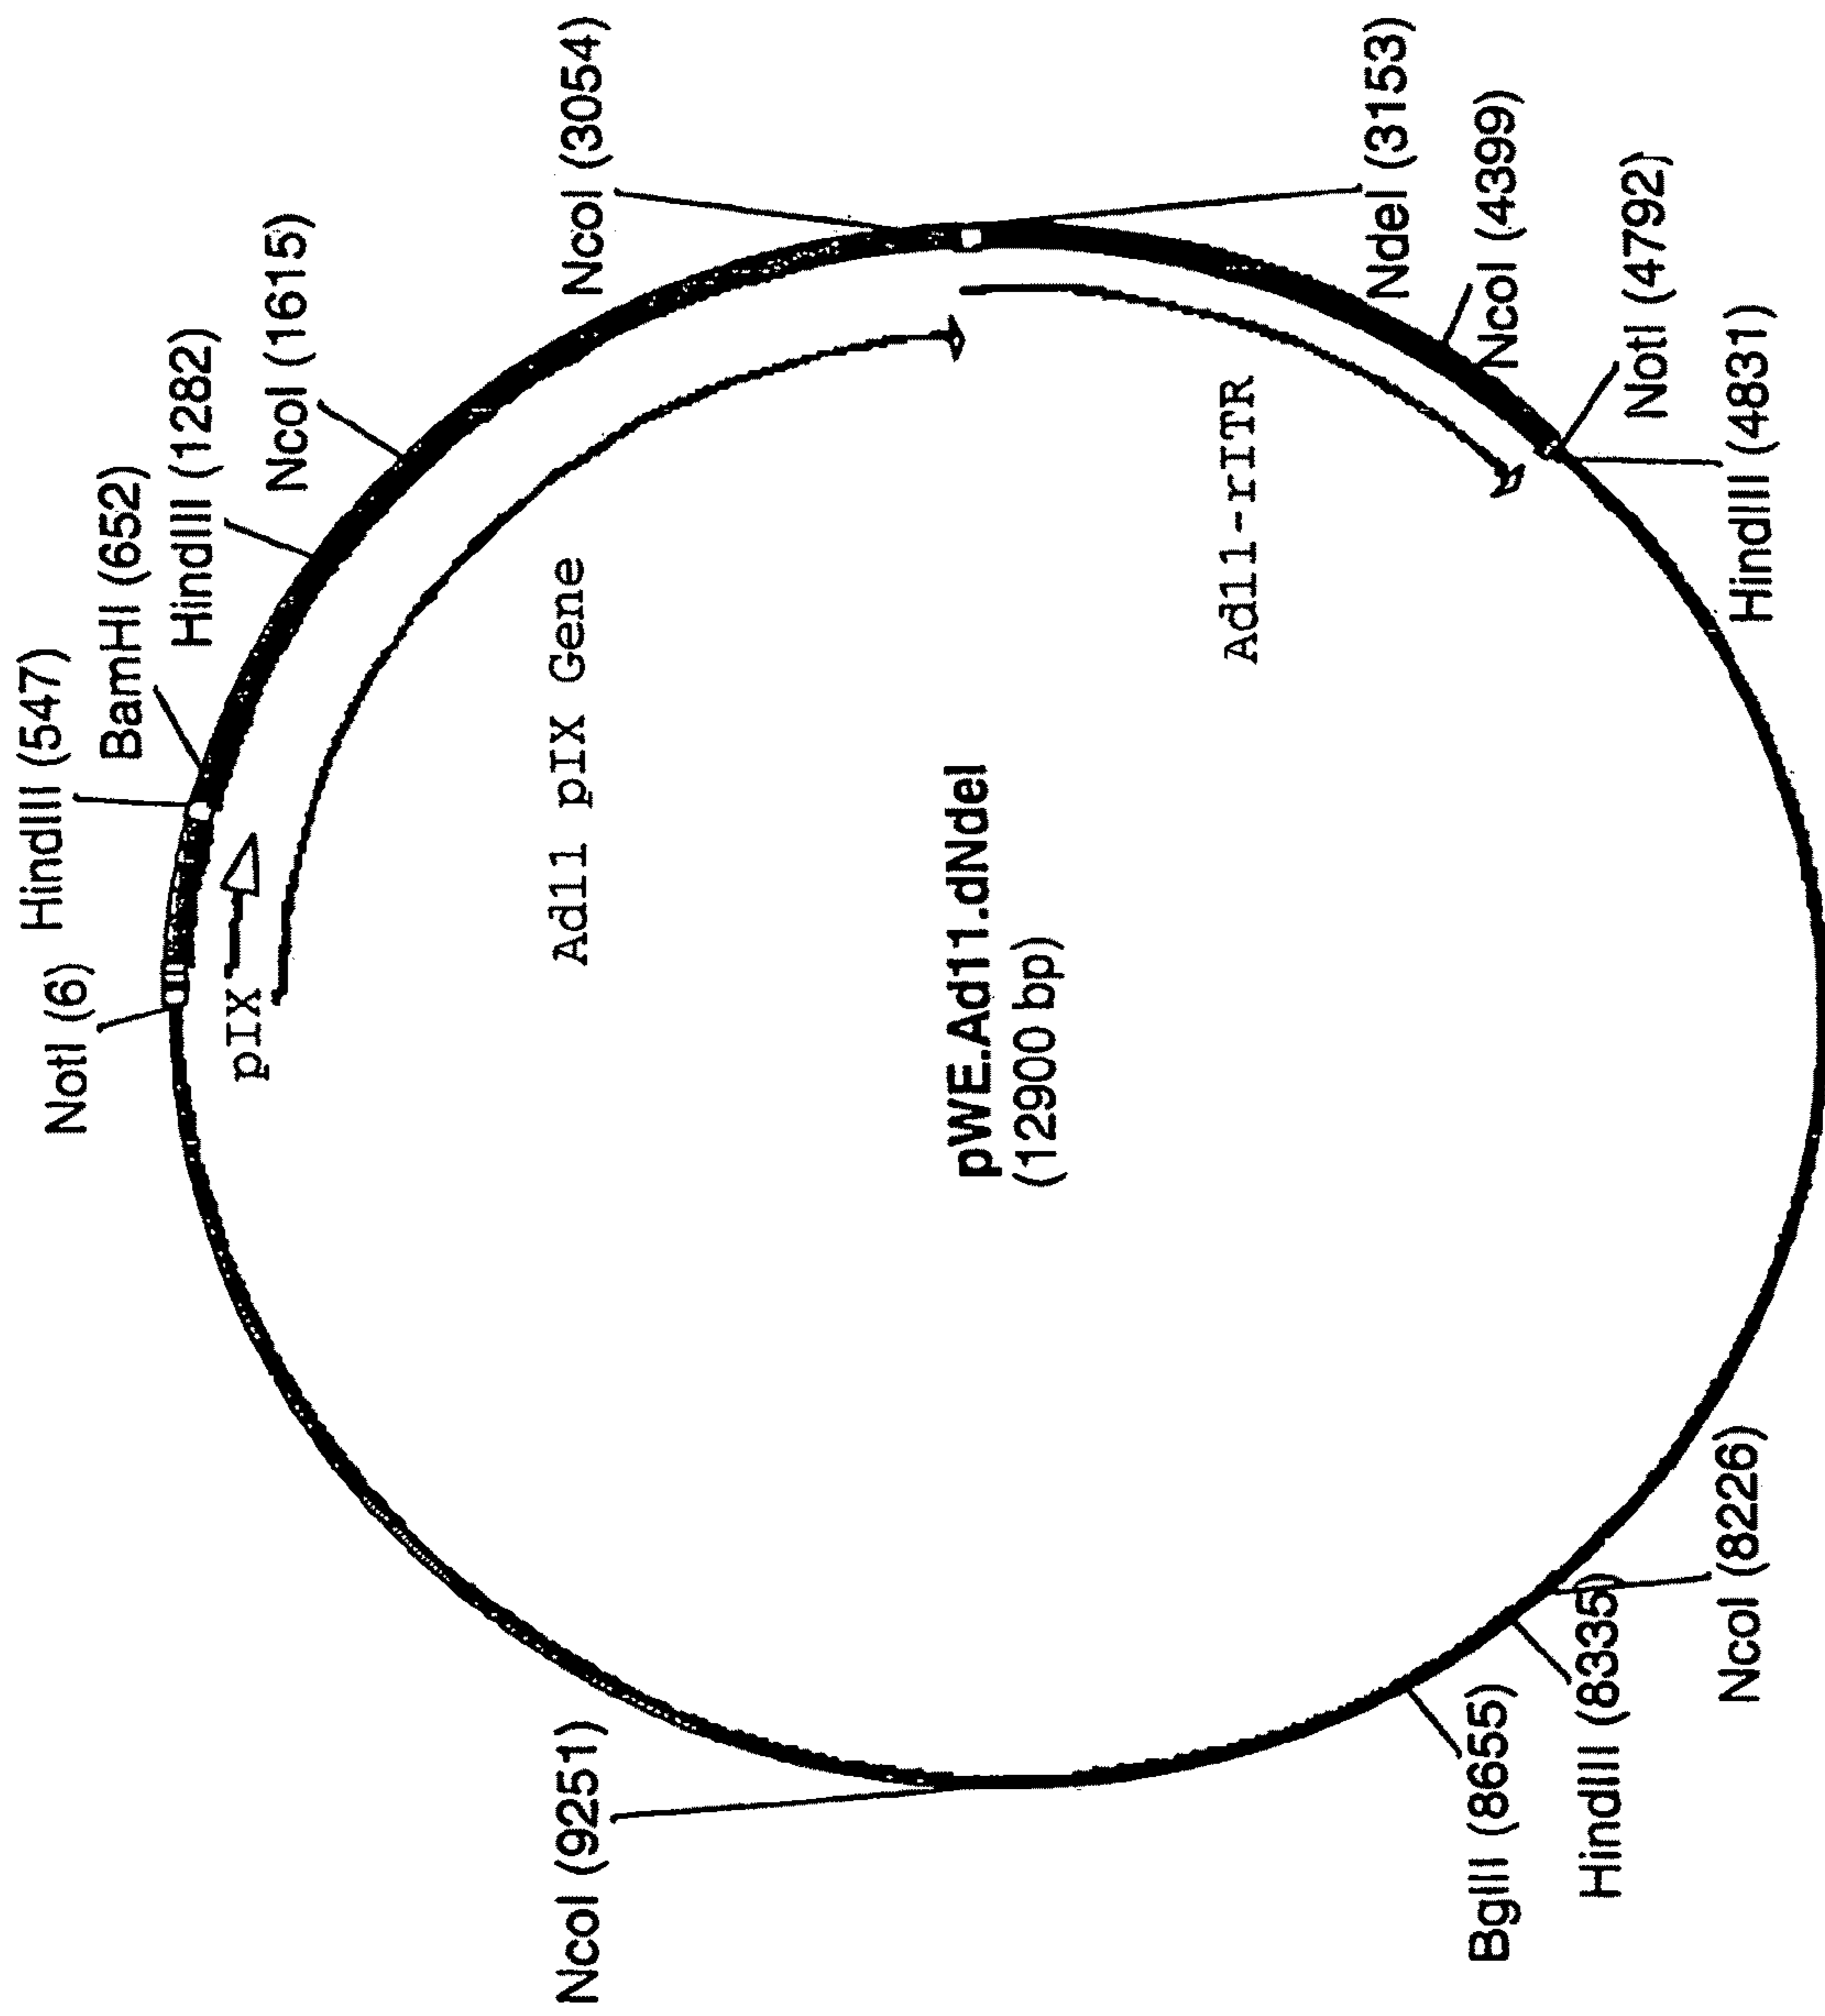 NotI (6)
HindIII (547)
BamHI (652)
HindIII (1282)
NcoI (1615)
NcoI (3054)
NdeI (3153)
NcoI (4399)
NotI (4792)
HindIII (4831)
NcoI (8226)
HindIII (8335)
BglII (8655)
NcoI (9251)
pIX
Ad11 pIX Gene
Ad11-rITR
pWE.Ad11.dNdeI
(12900 bp)